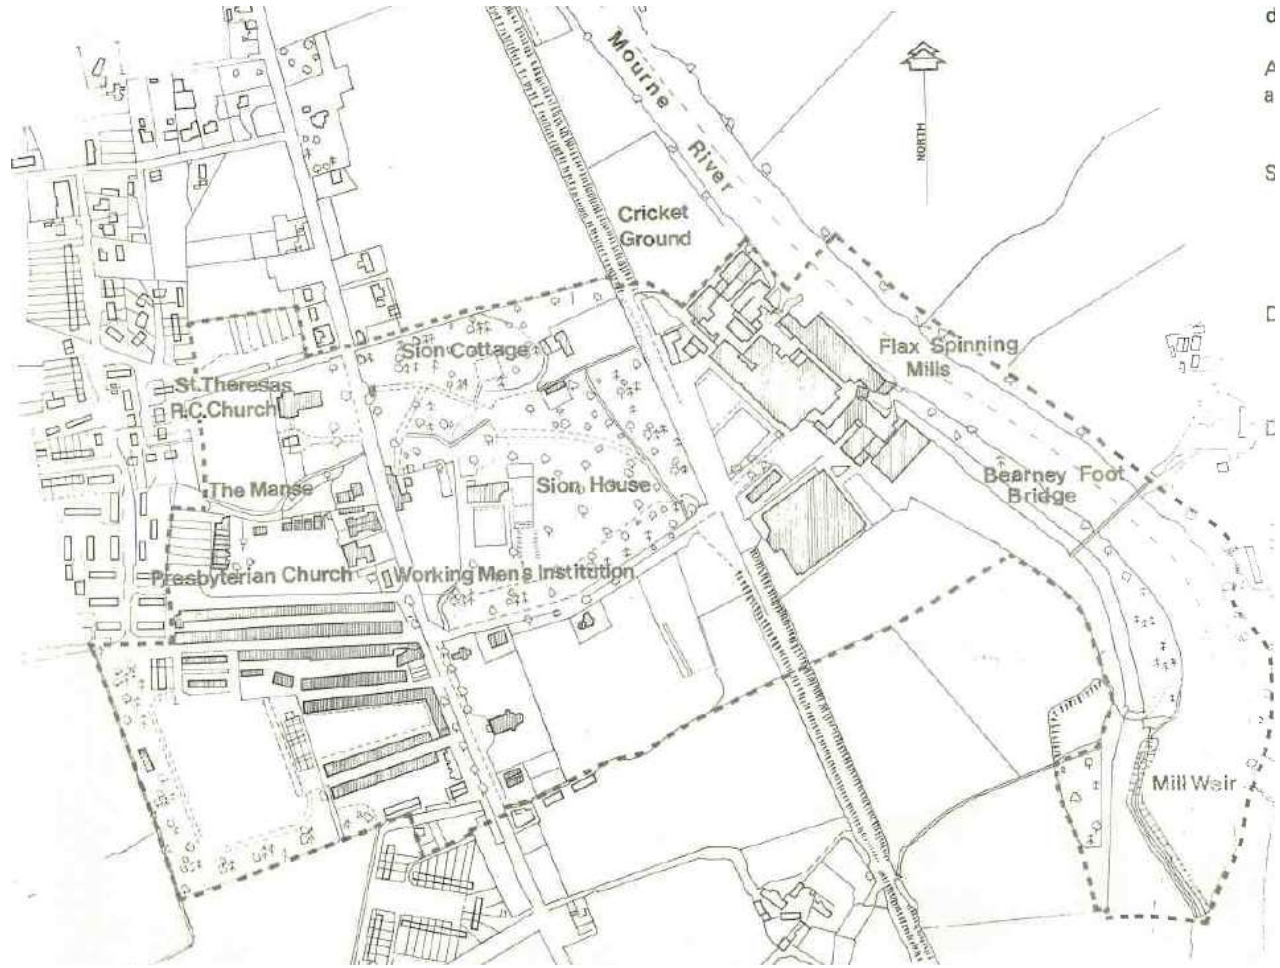 Mourne
River
NORTH
Cricket
Ground
Sion Cottage
Flax Spinning
Mills
St. Theresas
R.C. Church
The Manse
Sion House
Bearney Foot
Bridge
Presbyterian Church
Working Mens Institution
Mill Weir
d
A
a
S
D
D